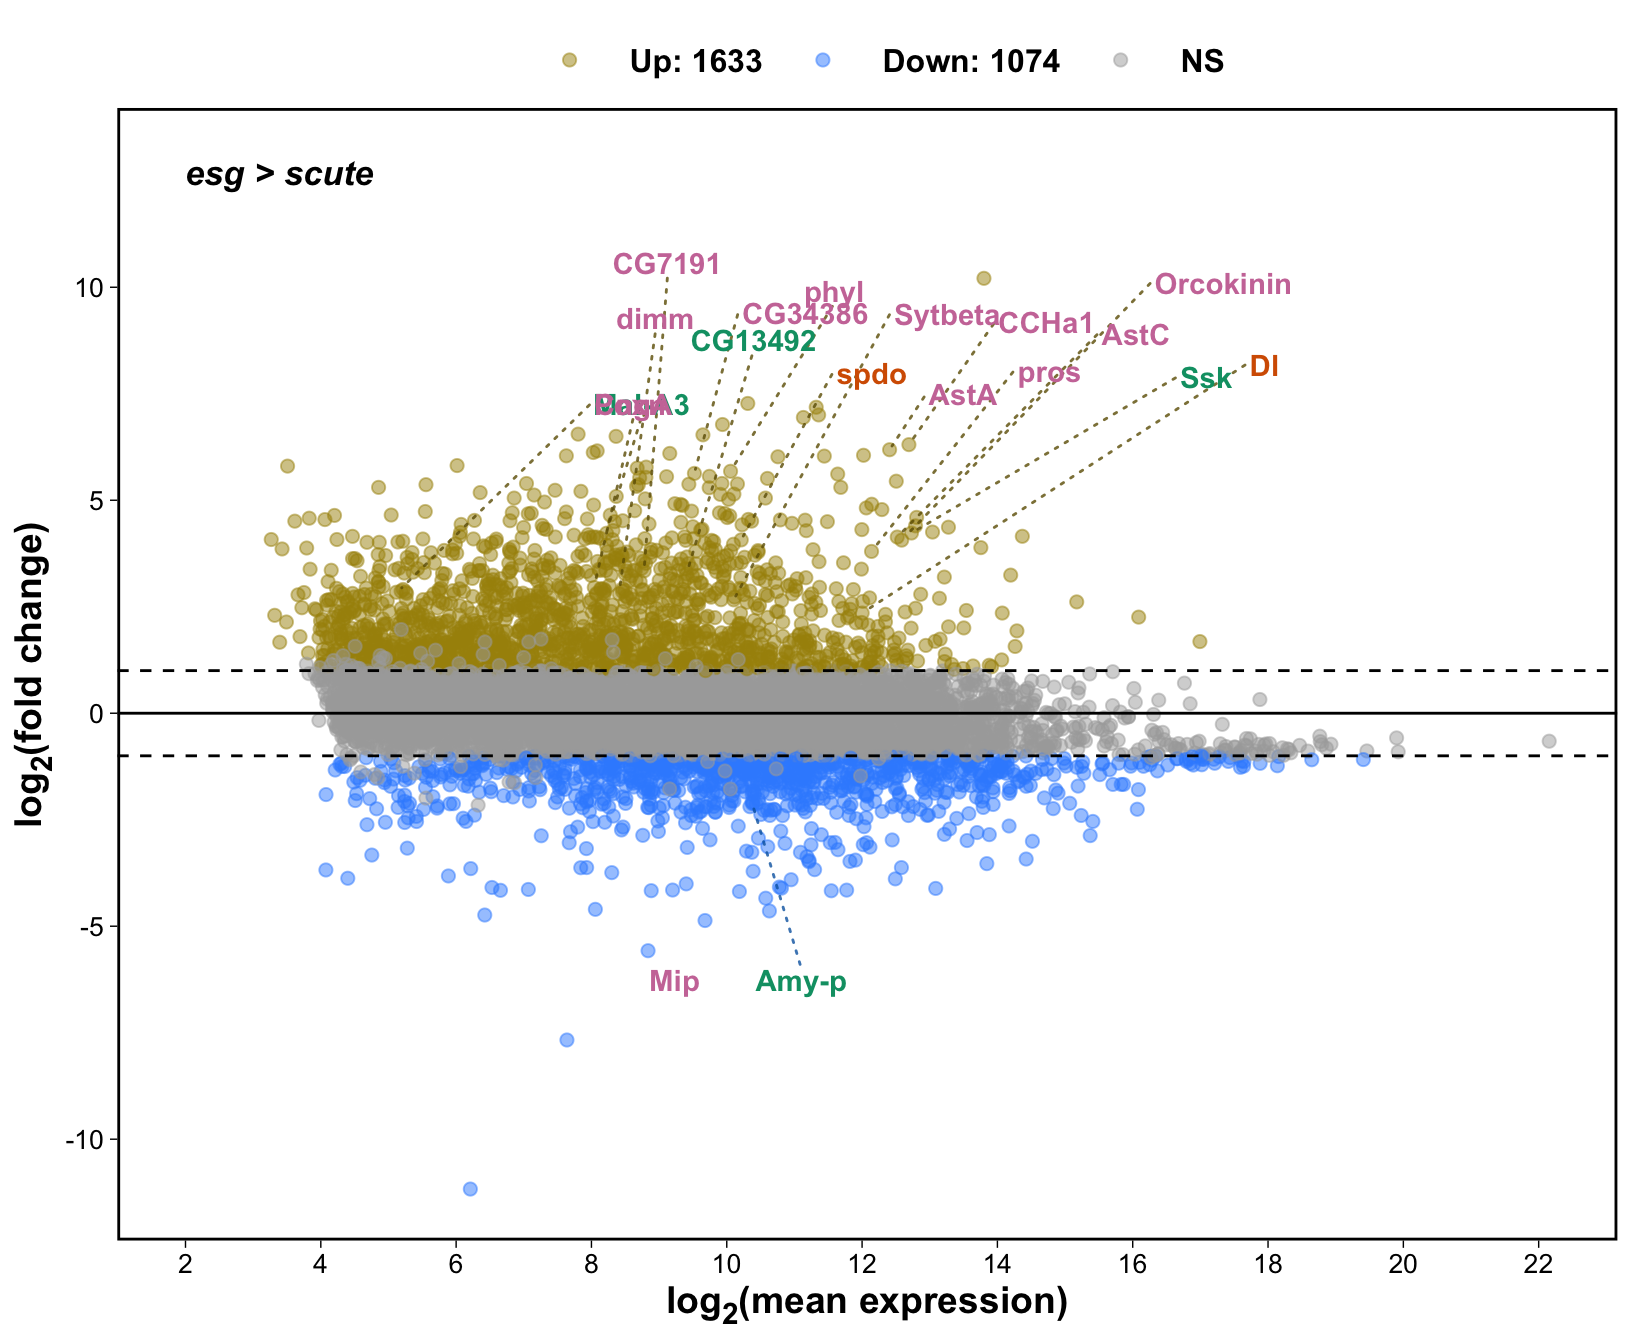 Up: 1633 Down: 1074 NS
esg > scute
CG7191
Orcokinin
phyl
CG34386
Sytbeta
dimm
CCHa1
AstC
CG13492
Dl
spdo
pros
Ssk
AstA
Mip
Amy-p
10
5
0
-5
-10
log2(fold change)
2 4 6 8 10 12 14 16 18 20 22
log2(mean expression)